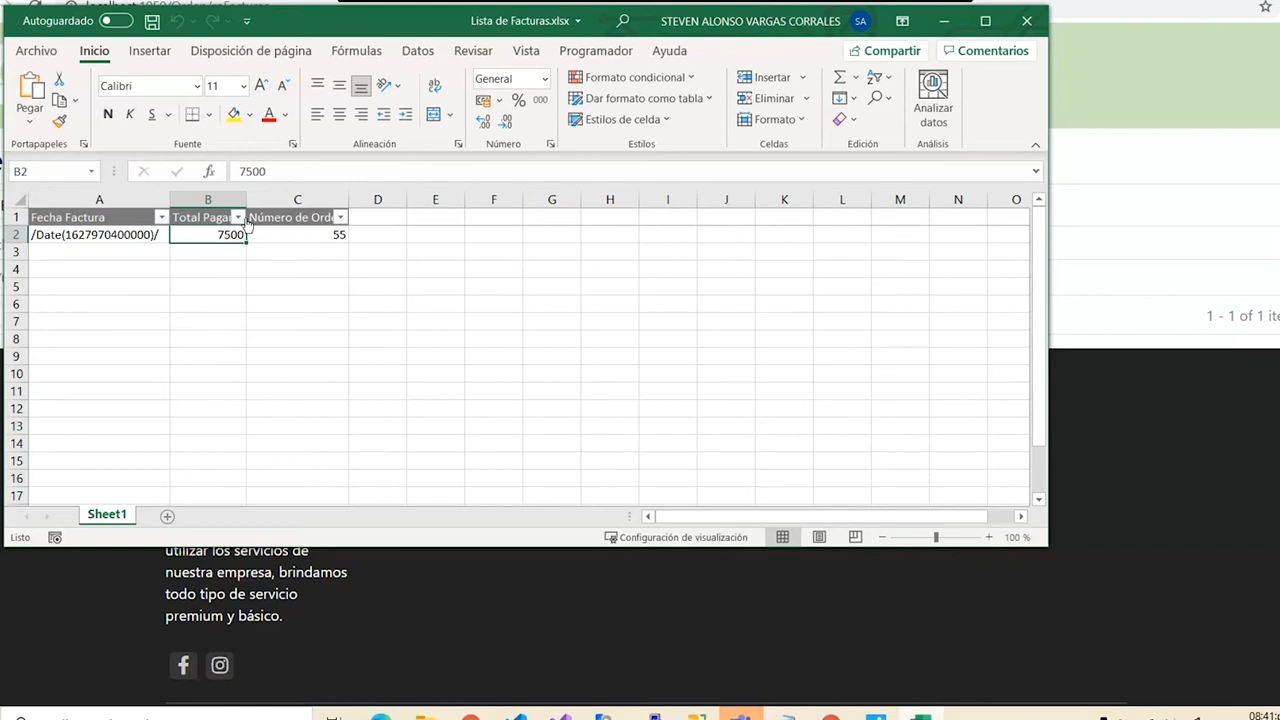 Autoguardado
Lista de Facturas.xlsx
STEVEN ALONSO VARGAS CORRALES
SA
Archivo Inicio Insertar Disposición de página Fórmulas Datos Revisar Vista Programador Ayuda Compartir Comentarios
Pegar
Portapapeles
Calibri 11
N K S
Fuente
Alineación
General
% 000
Número
Formato condicional
Dar formato como tabla
Estilos de celda
Estilos
Insertar
Eliminar
Formato
Celdas
Edición
Analizar
datos
Análisis
B2 fx 7500
A B C D E F G H I J K L M N O
1 Fecha Factura Total Pagar Número de Orde
2 /Date(1627970400000)/ 7500 55
3
4
5
6
7
8
9
10
11
12
13
14
15
16
17
1 - 1 of 1 ite
Sheet1
Listo Configuración de visualización 100 %
utilizar los servicios de
nuestra empresa, brindamos
todo tipo de servicio
premium y básico.
08:41